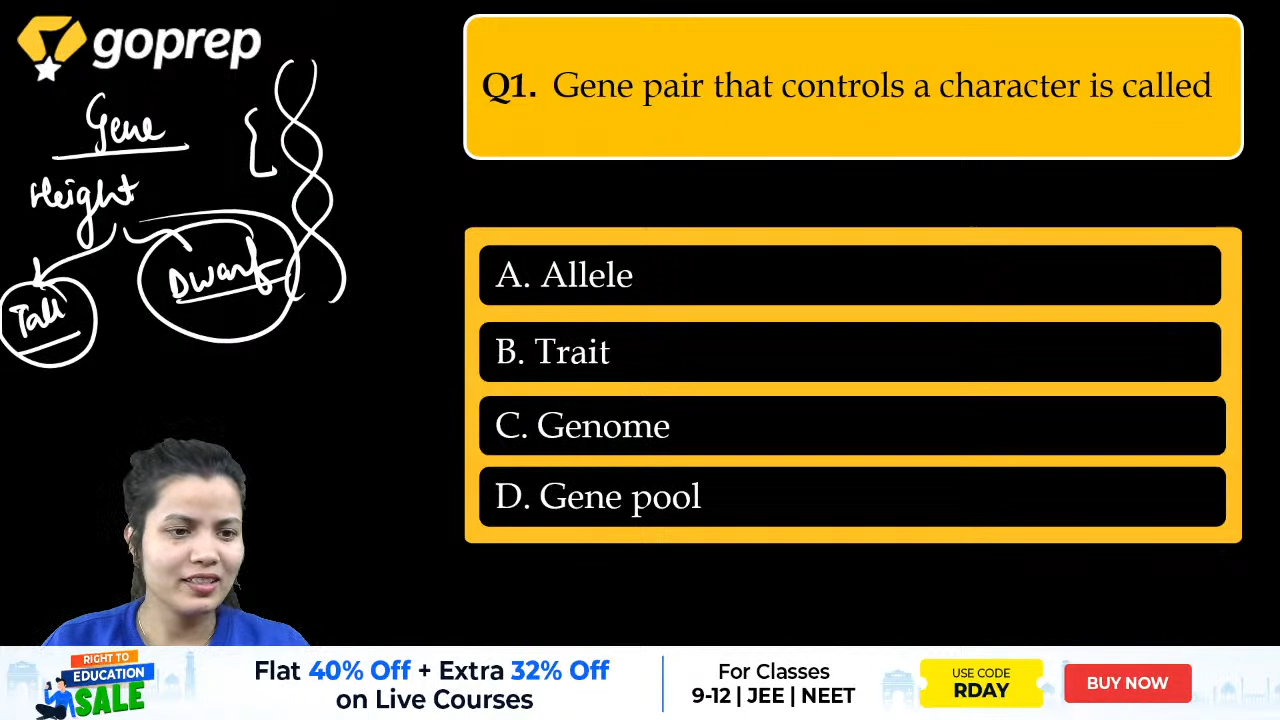 goprep
Gene
Height
Tall
Dwarf
Q1. Gene pair that controls a character is called
A. Allele
B. Trait
C. Genome
D. Gene pool
RIGHT TO
EDUCATION
SALE
Flat 40% Off + Extra 32% Off
on Live Courses
For Classes
9-12 | JEE | NEET
USE CODE
RDAY
BUY NOW